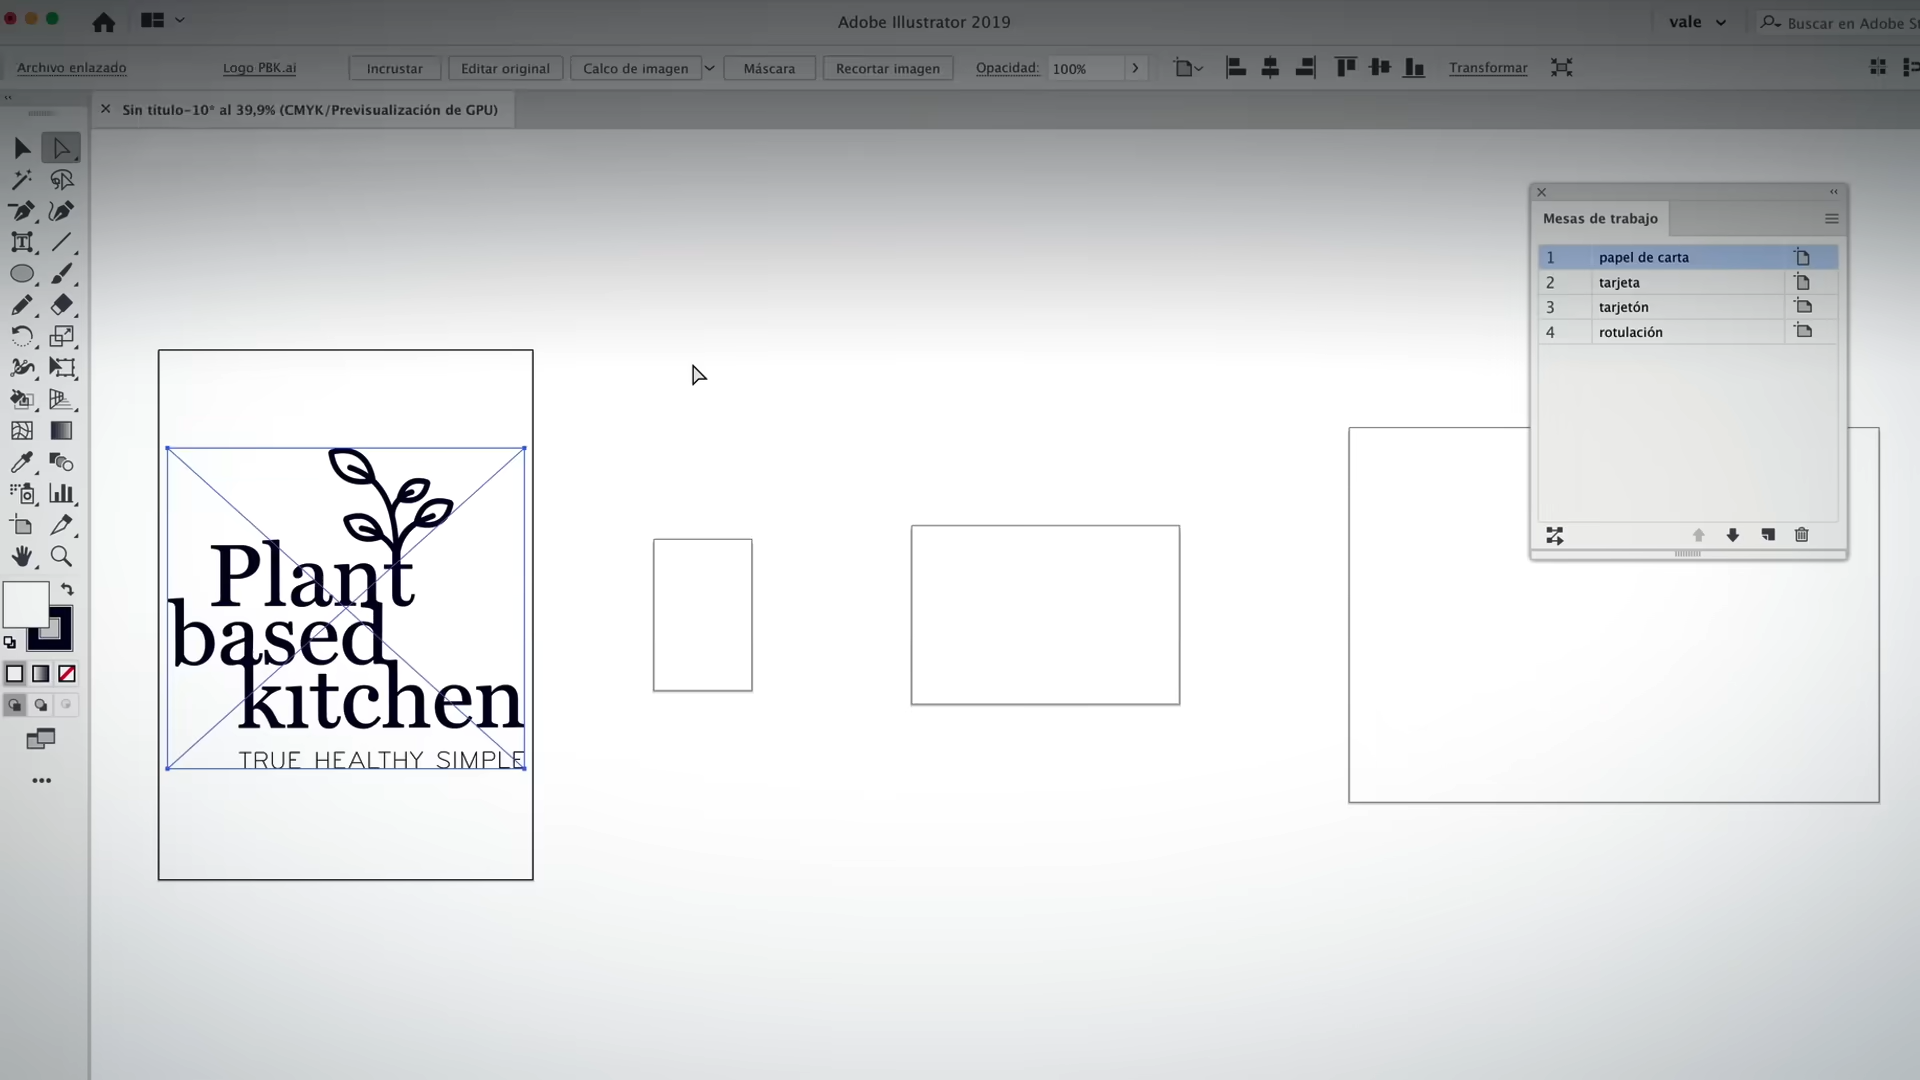 Adobe Illustrator 2019
vale
Buscar en Adobe St
Archivo enlazado
Logo PBK.ai
Incrustar
Editar original
Calco de imagen
Máscara
Recortar imagen
Opacidad:
100%
Transformar
Sin título-10* al 39,9% (CMYK/Previsualización de GPU)
Mesas de trabajo
1 papel de carta
2 tarjeta
3 tarjetón
4 rotulación
Plant
based
kıtchen
TRUE HEALTHY SIMPLE